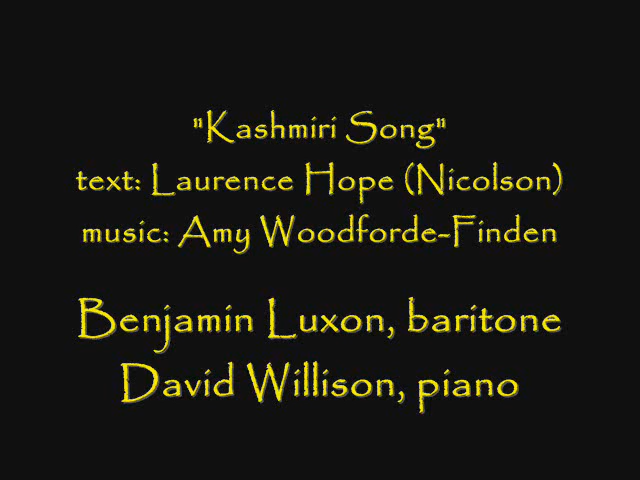 "Kashmiri Song"
text: Laurence Hope (Nicolson)
music: Amy Woodforde-Finden
Benjamin Luxon, baritone
David Willison, piano